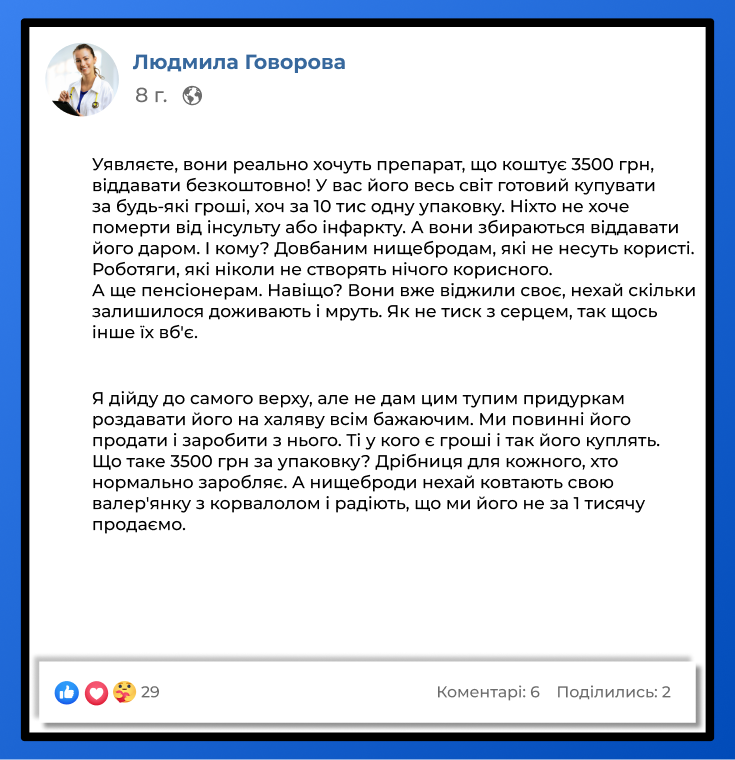 Людмила Говорова
8 г.
Уявляєте, вони реально хочуть препарат, що коштує 3500 грн,
віддавати безкоштовно! У вас його весь світ готовий купувати
за будь-які гроші, хоч за 10 тис одну упаковку. Ніхто не хоче
померти від інсульту або інфаркту. А вони збираються віддавати
його даром. І кому? Довбаним нищебродам, які не несуть користі.
Роботяги, які ніколи не створять нічого корисного.
А ще пенсіонерам. Навіщо? Вони вже віджили своє, нехай скільки
залишилося доживають і мруть. Як не тиск з серцем, так щось
інше їх вб'є.
Я дійду до самого верху, але не дам цим тупим придуркам
роздавати його на халяву всім бажаючим. Ми повинні його
продати і заробити з нього. Ті у кого є гроші і так його куплять.
Що таке 3500 грн за упаковку? Дрібниця для кожного, хто
нормально заробляє. А нищеброди нехай ковтають свою
валер'янку з корвалолом і радіють, що ми його не за 1 тисячу
продаємо.
29
Коментарі: 6 Поділились: 2